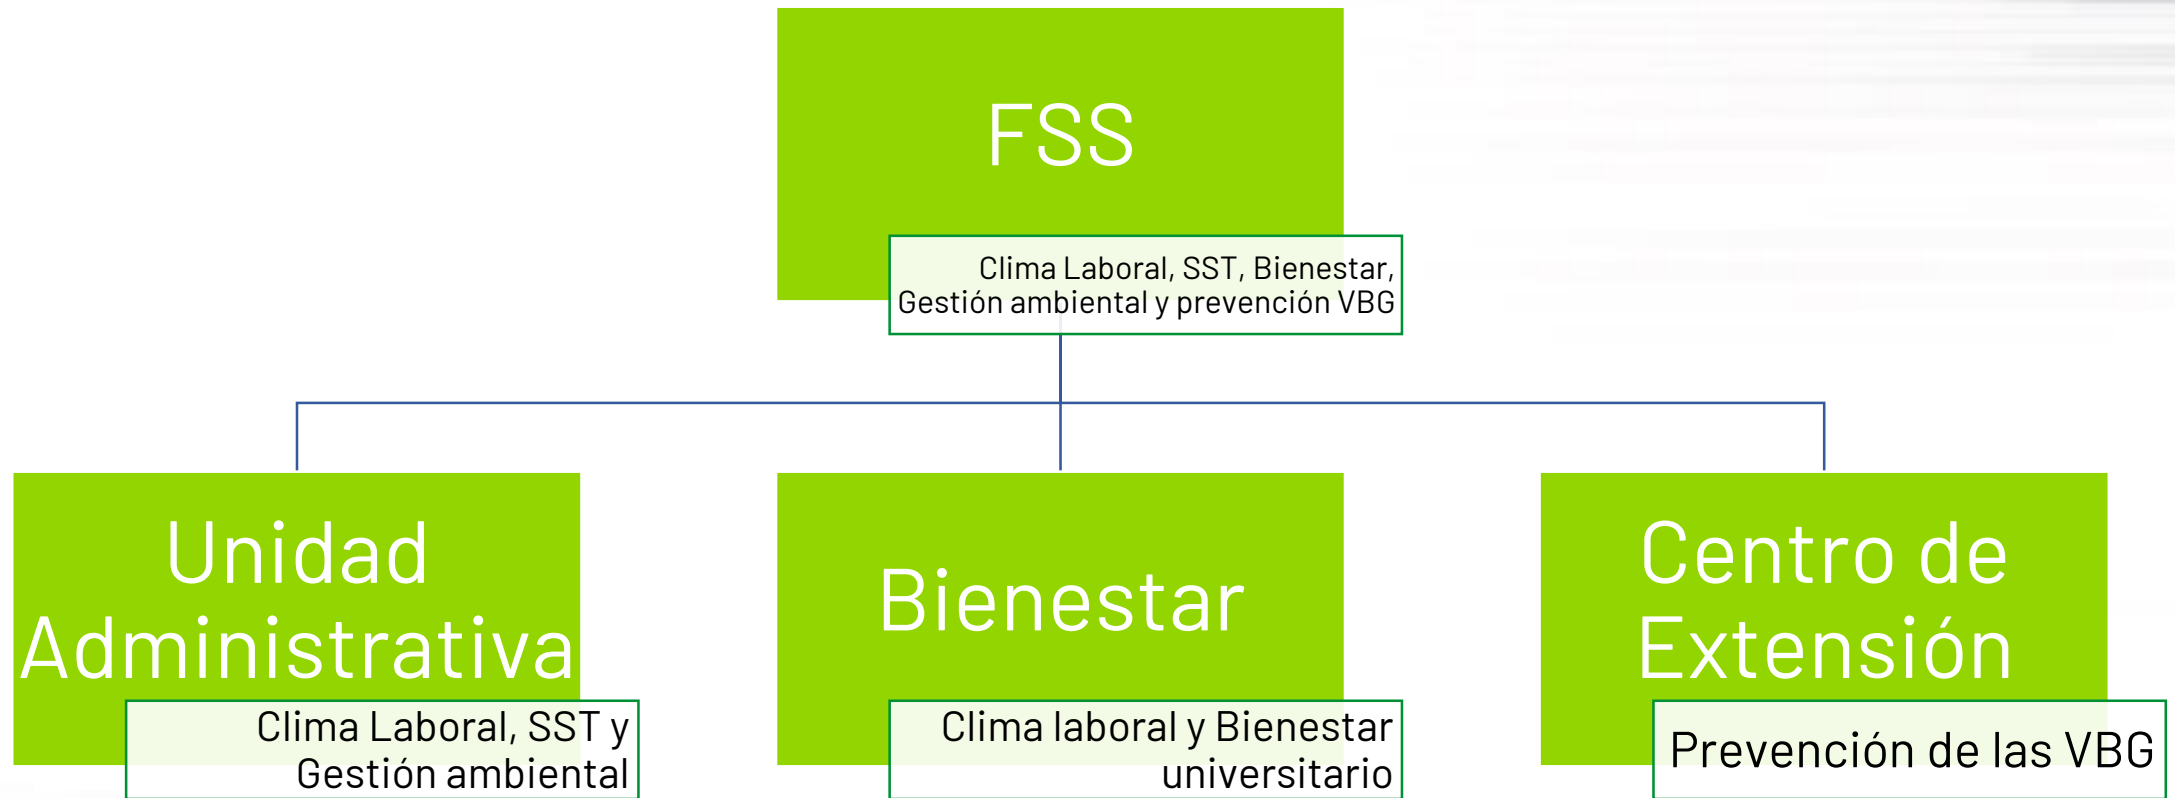 FSS
Clima Laboral, SST, Bienestar,
Gestión ambiental y prevención VBG
Unidad
Administrativa
Clima Laboral, SST y
Gestión ambiental
Bienestar
Clima laboral y Bienestar
universitario
Centro de
Extensión
Prevención de las VBG